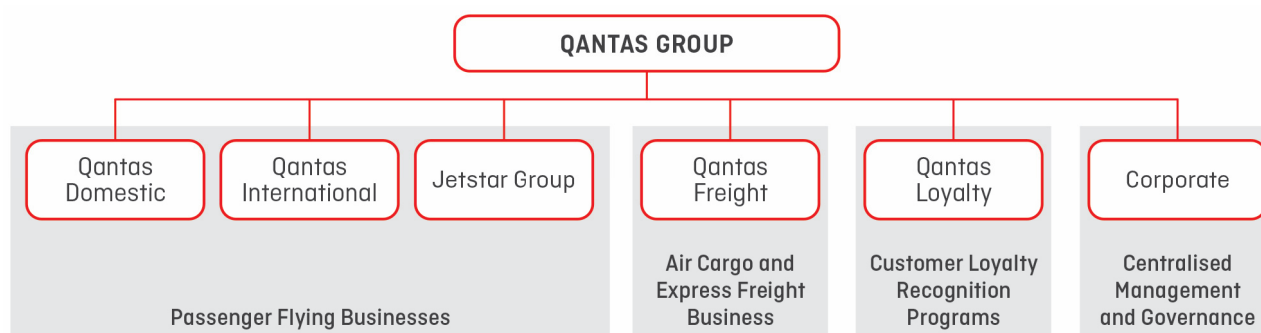 QANTAS GROUP
Qantas
Domestic
Qantas
International
Jetstar Group
Qantas
Freight
Qantas
Loyalty
Corporate
Passenger Flying Businesses
Air Cargo and
Express Freight
Business
Customer Loyalty
Recognition
Programs
Centralised
Management
and Governance